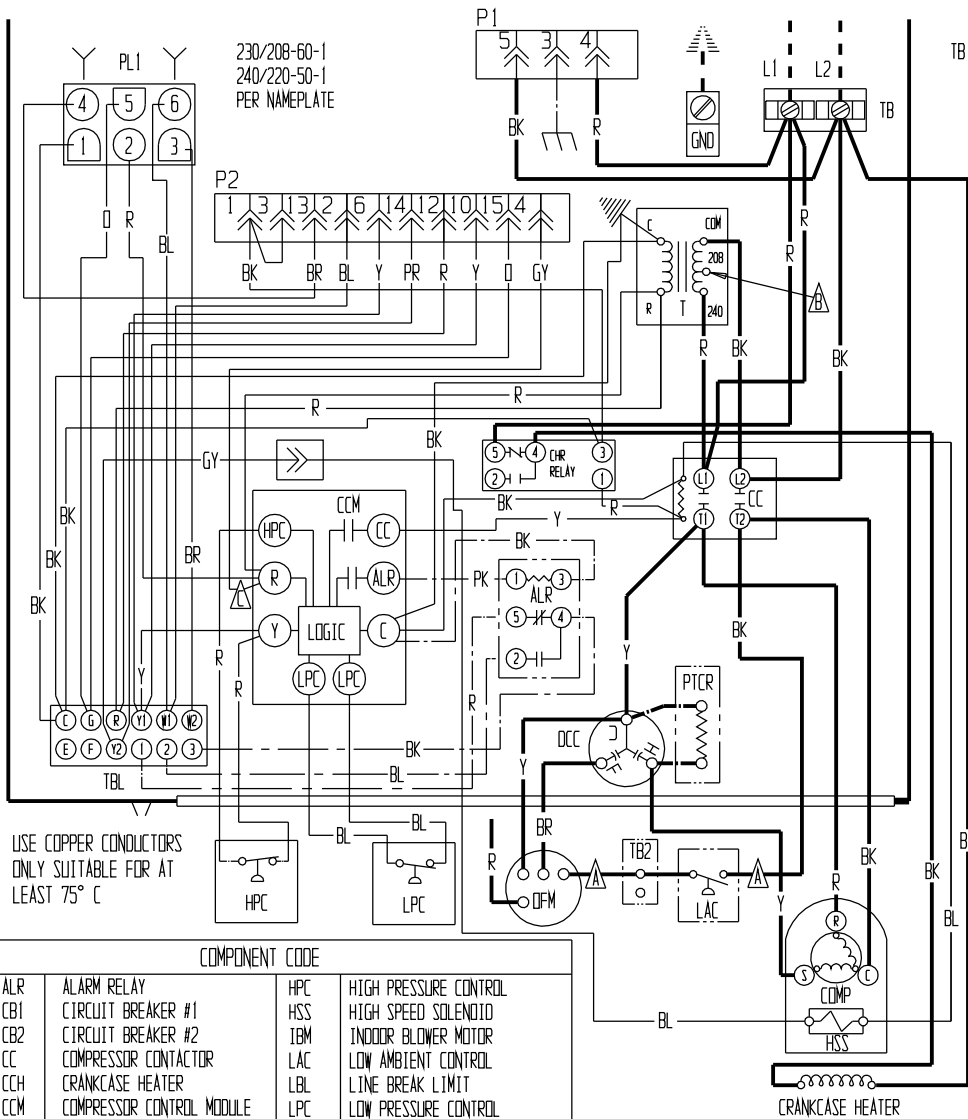 P1
5 3 4
230/208-60-1
240/220-50-1
PER NAMEPLATE
PL1
4 5 6
1 2 3
L1 L2
TB
TB
GND
BK R
P2
1 3 13 2 6 14 12 10 15 4
BK BR BL Y PR R Y O GY
O R
BL
C COM
208
R T 240
B
R R
R BK BK
R
R
GY
BK
5 4 CHR RELAY 3
2 1
BK R
L1 L2
CC
T1 T2
CCM
HPC CC
R ALR
Y LOGIC C
LPC LPC
C
Y
BK
PK
1 3
ALR
5 4
2
BK
BK
BK
BR
Y
R
R
R
BK
Y
C G R Y1 W1 W2
E F Y2 1 2 3
TBL
BK
BL
PTCR
OCC
C
F H
Y
BR
USE COPPER CONDUCTORS
ONLY SUITABLE FOR AT
LEAST 75° C
BL BL
HPC
LPC
R
OFM
A
TB2
LAC
A
Y
R
BK
BK
B
BL
R
S C
COMP
HSS
BL
CRANKCASE HEATER
COMPONENT CODE
ALR ALARM RELAY HPC HIGH PRESSURE CONTROL
CB1 CIRCUIT BREAKER #1 HSS HIGH SPEED SOLENOID
CB2 CIRCUIT BREAKER #2 IBM INDOOR BLOWER MOTOR
CC COMPRESSOR CONTACTOR LAC LOW AMBIENT CONTROL
CCH CRANKCASE HEATER LBL LINE BREAK LIMIT
CCM COMPRESSOR CONTROL MODULE LPC LOW PRESSURE CONTROL